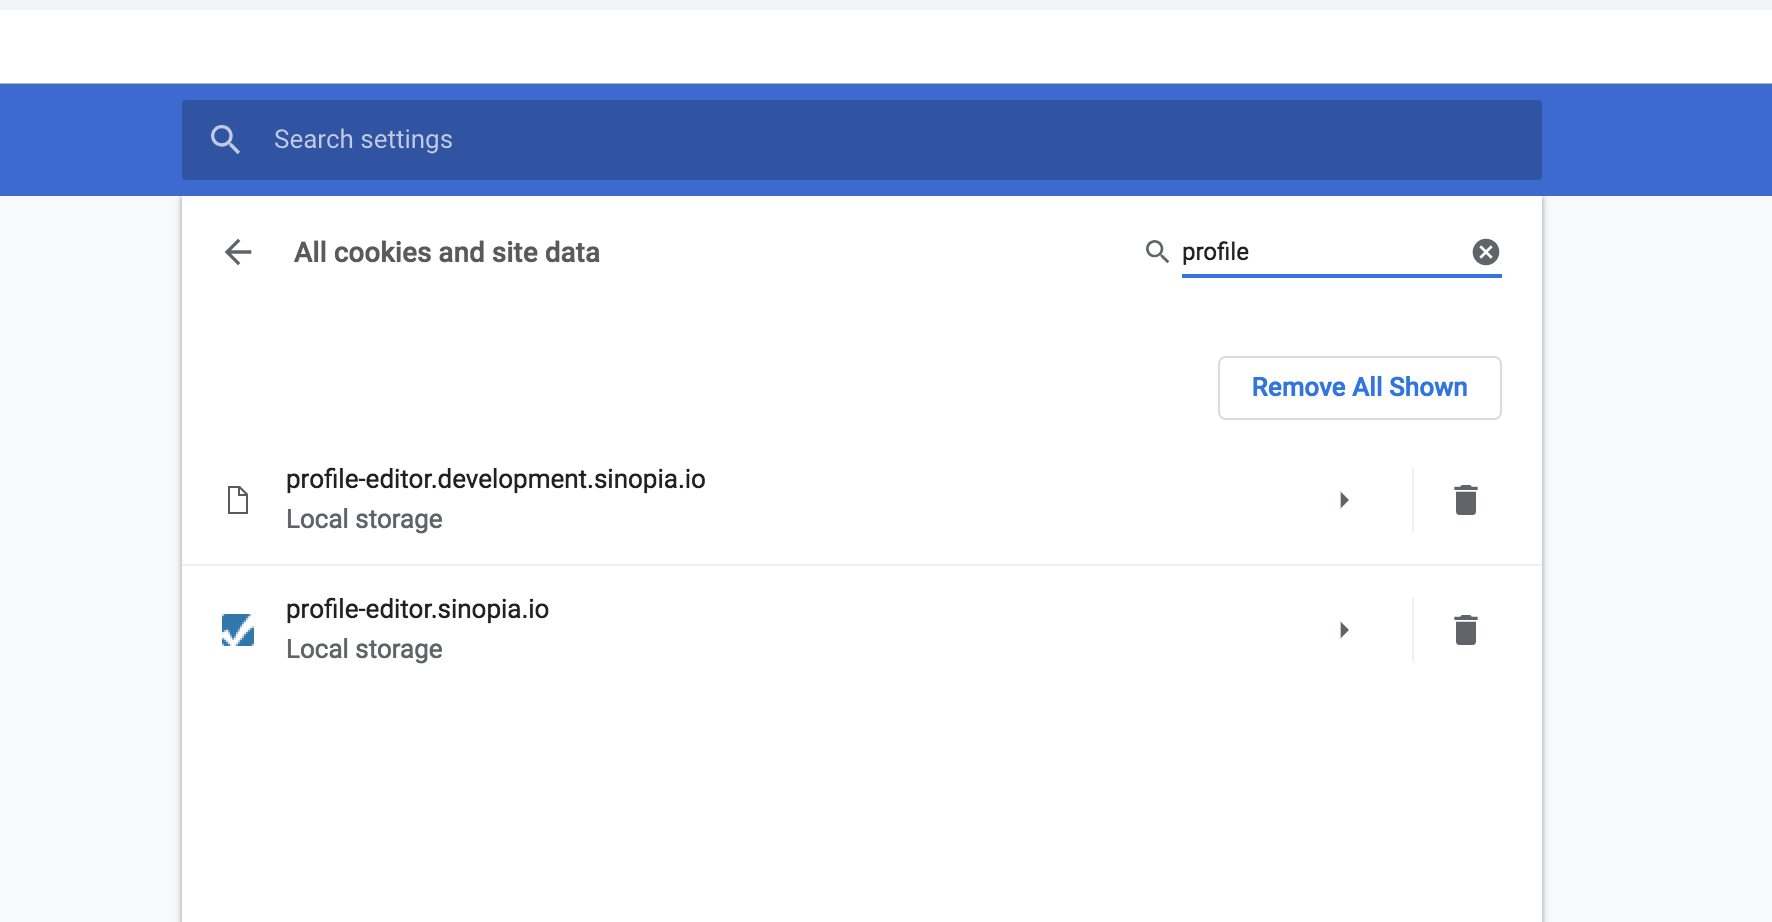 Search settings
All cookies and site data
profile
Remove All Shown
profile-editor.development.sinopia.io
Local storage
profile-editor.sinopia.io
Local storage